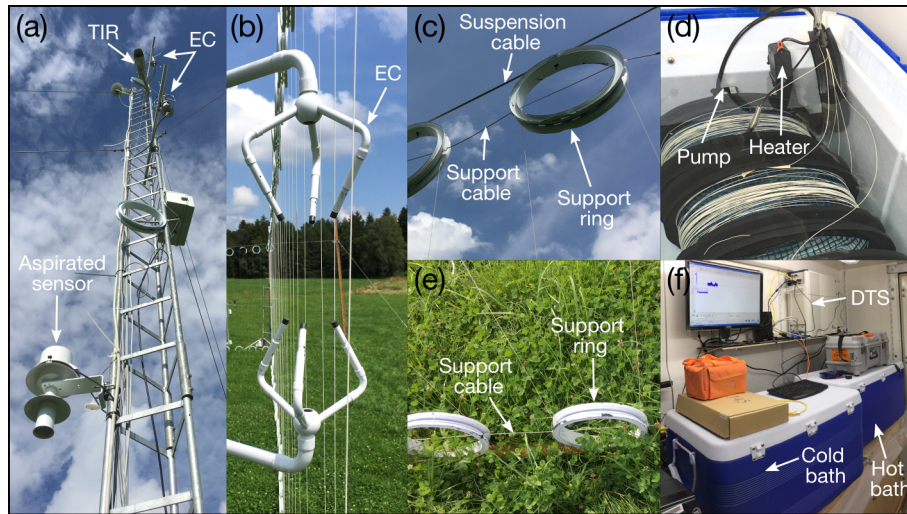 (a)
TIR
EC
Aspirated
sensor
(b)
EC
(c)
Suspension
cable
Support
cable
Support
ring
(d)
Pump
Heater
(e)
Support
cable
Support
ring
(f)
DTS
Cold
bath
Hot
bath